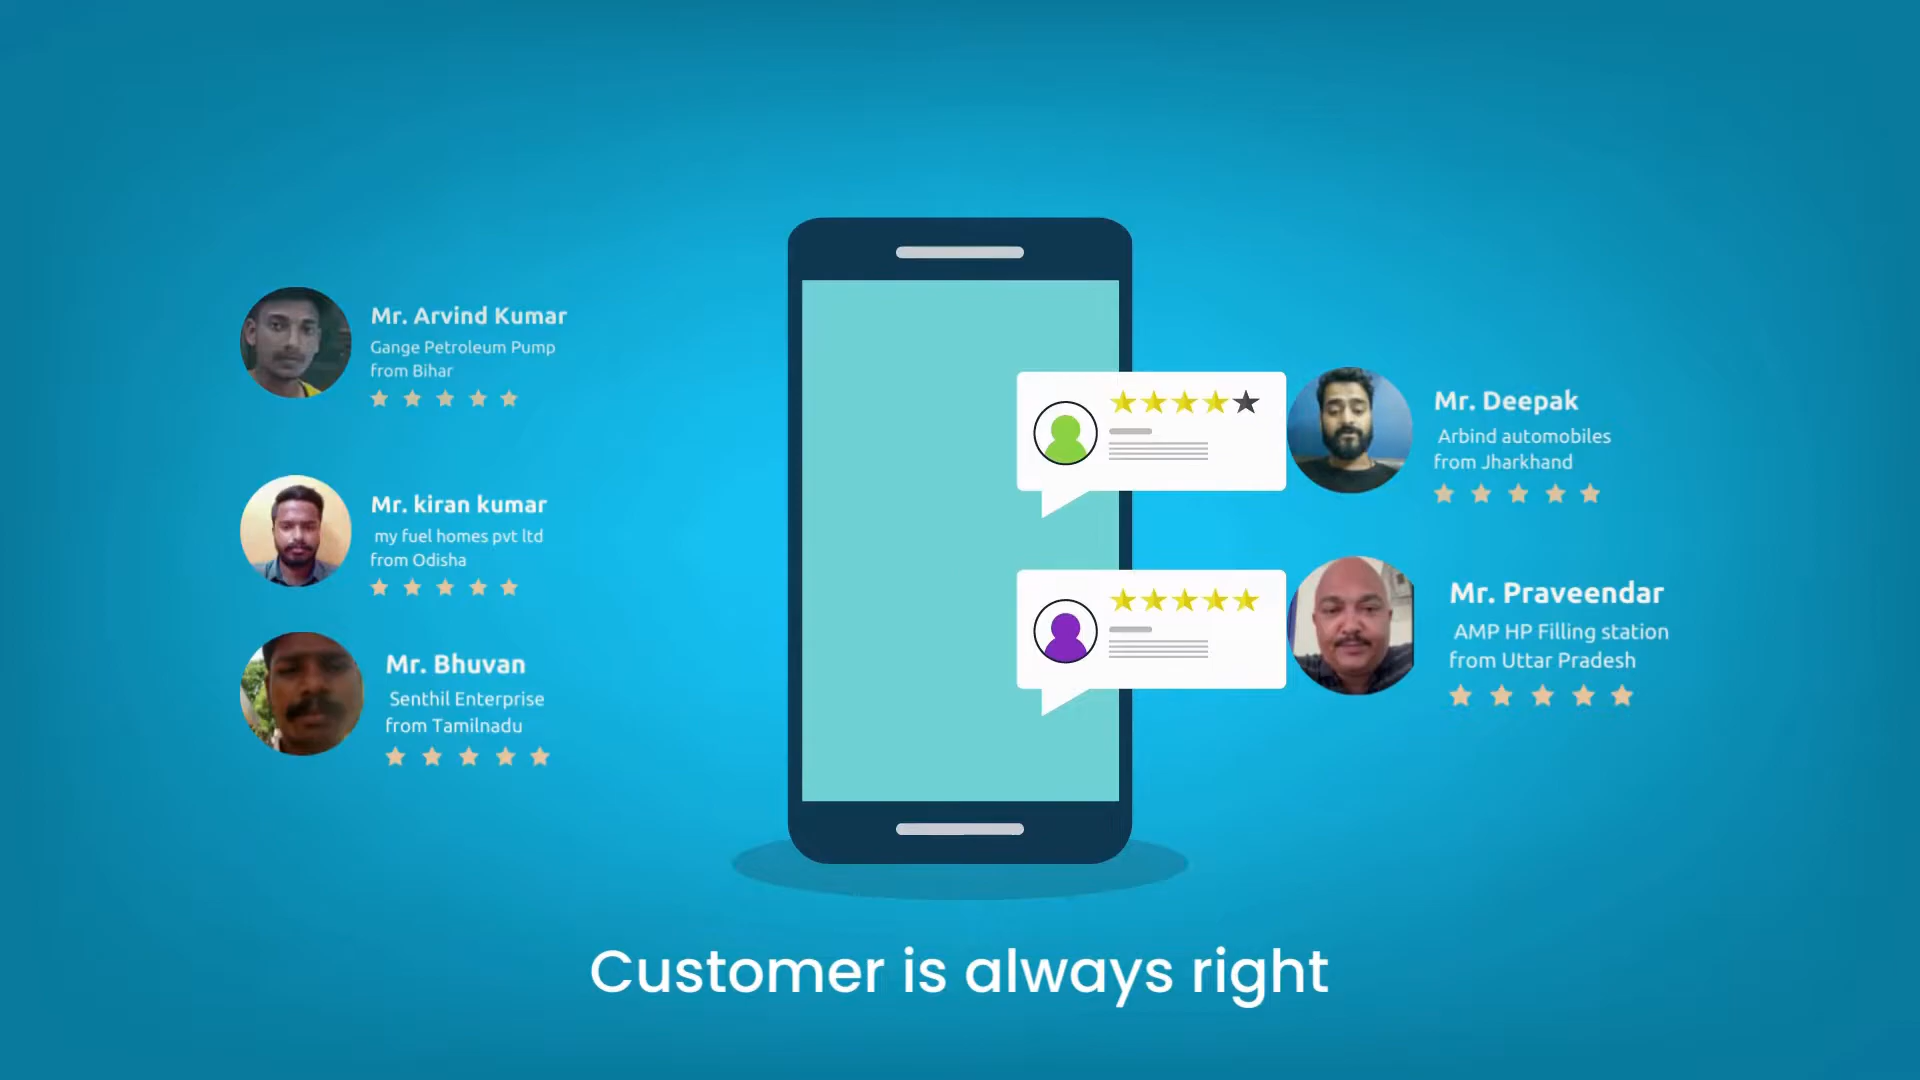 Mr. Arvind Kumar
Gange Petroleum Pump
from Bihar
Mr. kiran kumar
my fuel homes pvt ltd
from Odisha
Mr. Bhuvan
Senthil Enterprise
from Tamilnadu
Mr. Deepak
Arbind automobiles
from Jharkhand
Mr. Praveendar
AMP HP Filling station
from Uttar Pradesh
Customer is always right